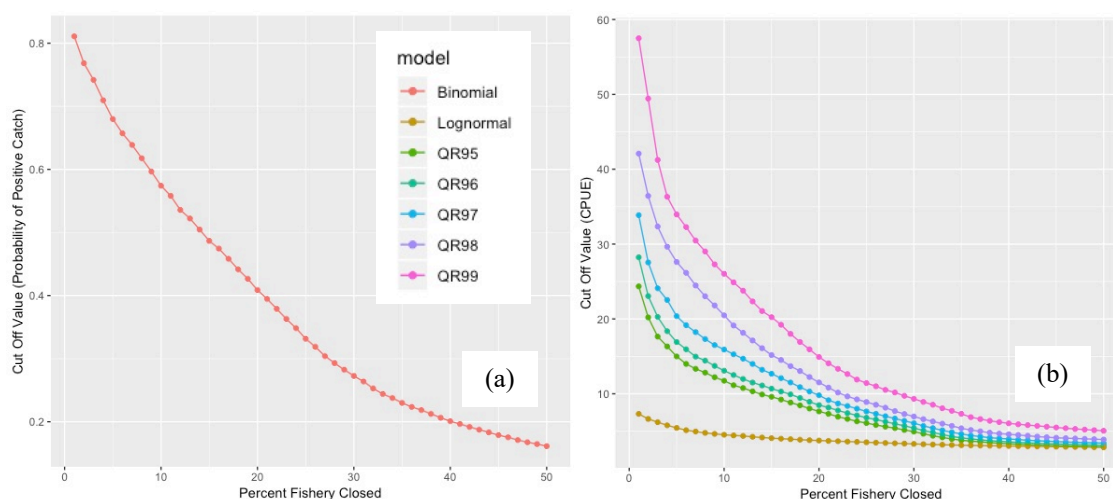 Cut Off Value (Probability of Positive Catch)
0.8
0.6
0.4
0.2
0
10
20
30
40
50
Percent Fishery Closed
model
Binomial
Lognormal
QR95
QR96
QR97
QR98
QR99
(a)
Cut Off Value (CPUE)
60
50
40
30
20
10
0
10
20
30
40
50
Percent Fishery Closed
(b)